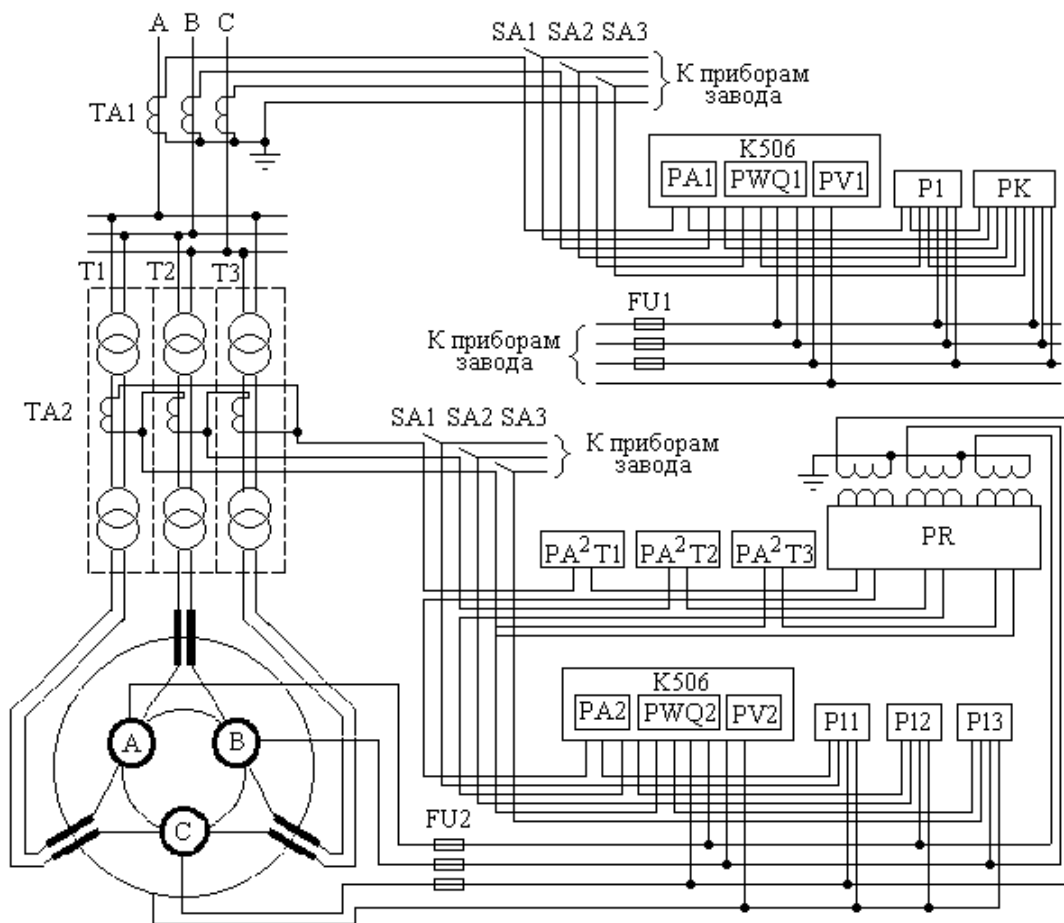 A B C
SA1 SA2 SA3
К приборам
завода
TA1
K506
PA1 PWQ1 PV1
P1 PK
T1 T2 T3
FU1
К приборам
завода
TA2
SA1 SA2 SA3
К приборам
завода
PR
PA²T1 PA²T2 PA²T3
K506
PA2 PWQ2 PV2
P11 P12 P13
A B
C
FU2